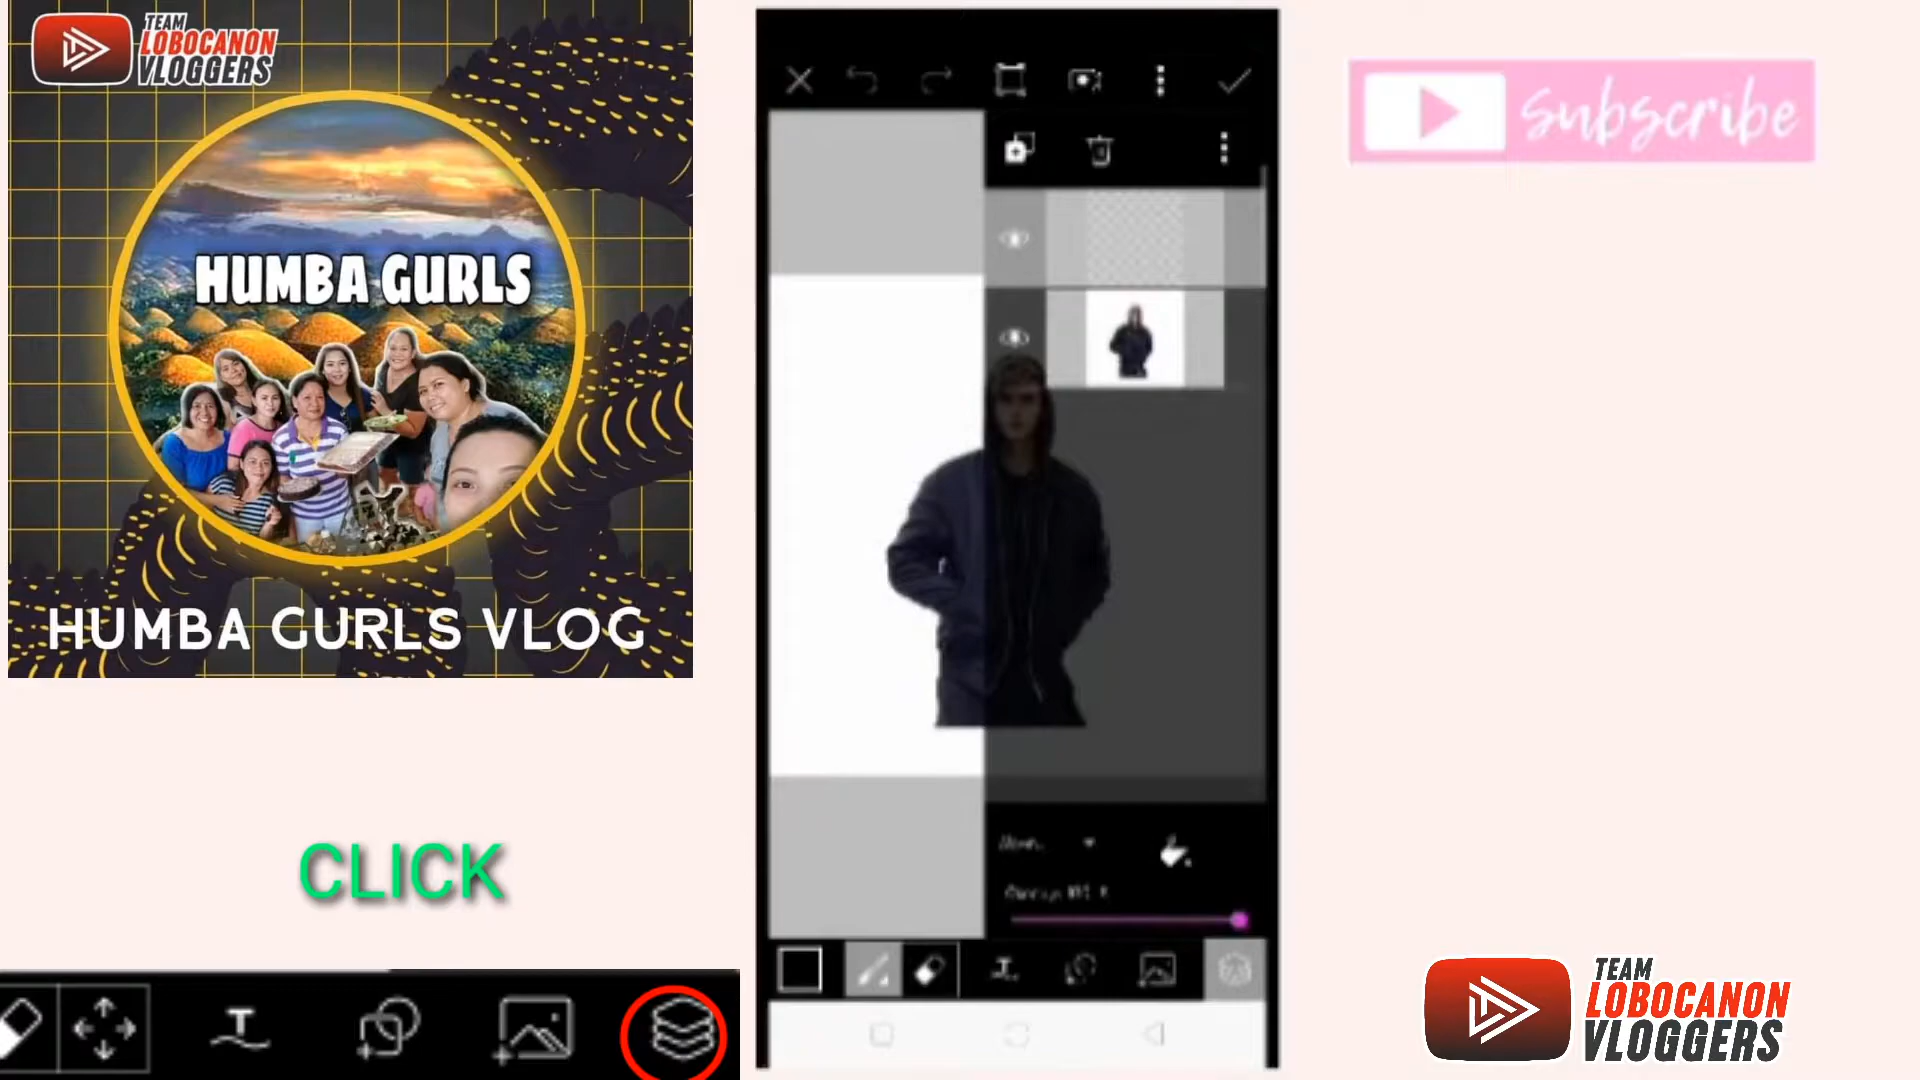 TEAM
LOBOCANON
VLOGGERS
HUMBA GURLS
HUMBA GURLS VLOG
CLICK
subscribe
TEAM
LOBOCANON
VLOGGERS